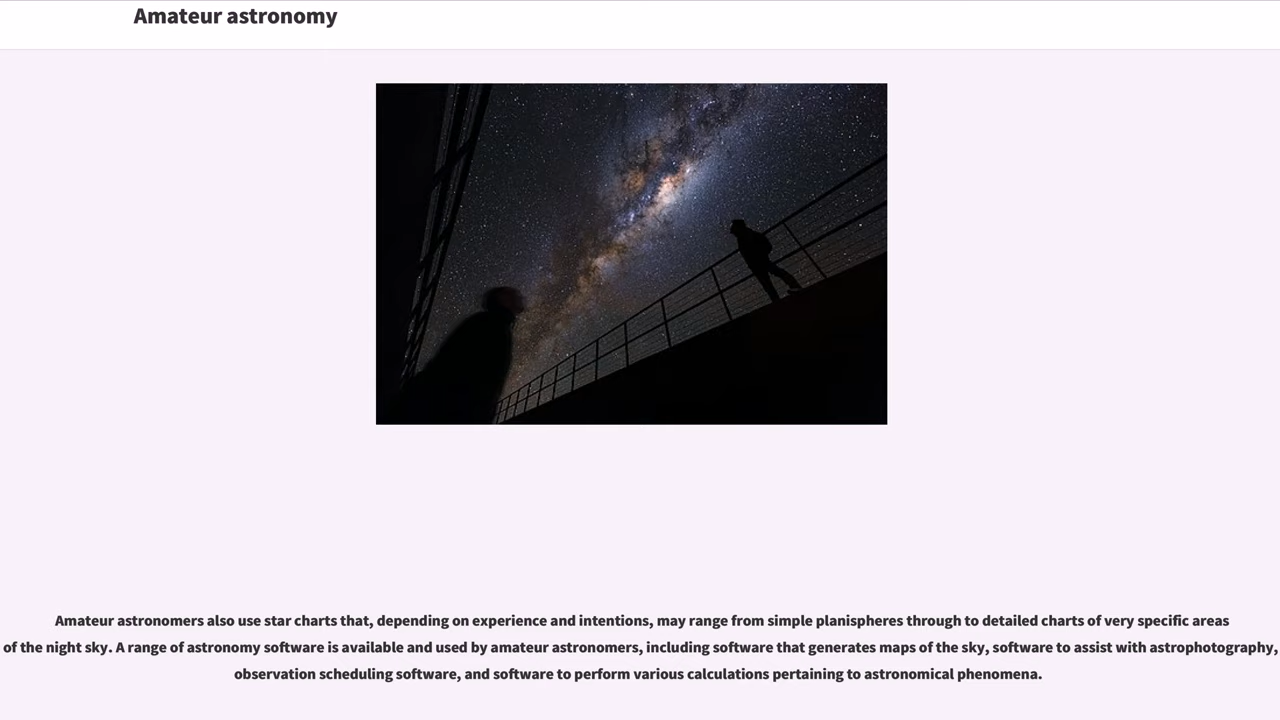 Amateur astronomy
Amateur astronomers also use star charts that, depending on experience and intentions, may range from simple planispheres through to detailed charts of very specific areas
of the night sky. A range of astronomy software is available and used by amateur astronomers, including software that generates maps of the sky, software to assist with astrophotography,
observation scheduling software, and software to perform various calculations pertaining to astronomical phenomena.